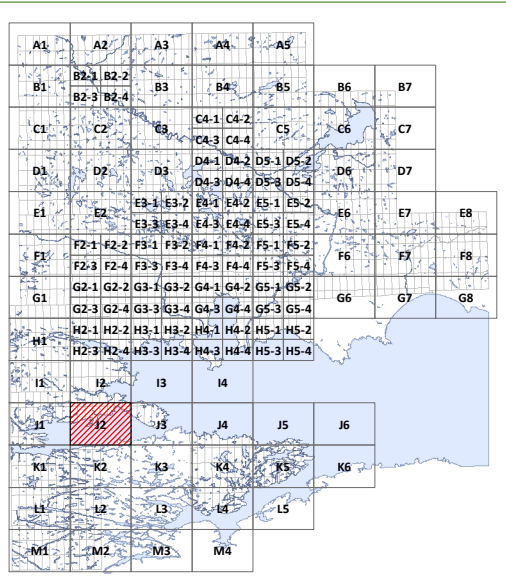 A1 A2 A3 A4 A5
B1 B2-1 B2-2 B3 B4 B5 B6 B7
B2-3 B2-4
C1 C2 C3 C4-1 C4-2 C5 C6 C7
C4-3 C4-4
D1 D2 D3 D4-1 D4-2 D5-1 D5-2 D6 D7
D4-3 D4-4 D5-3 D5-4
E1 E2 E3-1 E3-2 E4-1 E4-2 E5-1 E5-2 E6 E7 E8
E3-3 E3-4 E4-3 E4-4 E5-3 E5-4
F1 F2-1 F2-2 F3-1 F3-2 F4-1 F4-2 F5-1 F5-2 F6 F7 F8
F2-3 F2-4 F3-3 F3-4 F4-3 F4-4 F5-3 F5-4
G1 G2-1 G2-2 G3-1 G3-2 G4-1 G4-2 G5-1 G5-2 G6 G7 G8
G2-3 G2-4 G3-3 G3-4 G4-3 G4-4 G5-3 G5-4
H1 H2-1 H2-2 H3-1 H3-2 H4-1 H4-2 H5-1 H5-2
H2-3 H2-4 H3-3 H3-4 H4-3 H4-4 H5-3 H5-4
I1 I2 I3 I4
J1 J2 J3 J4 J5 J6
K1 K2 K3 K4 K5 K6
L1 L2 L3 L4 L5
M1 M2 M3 M4